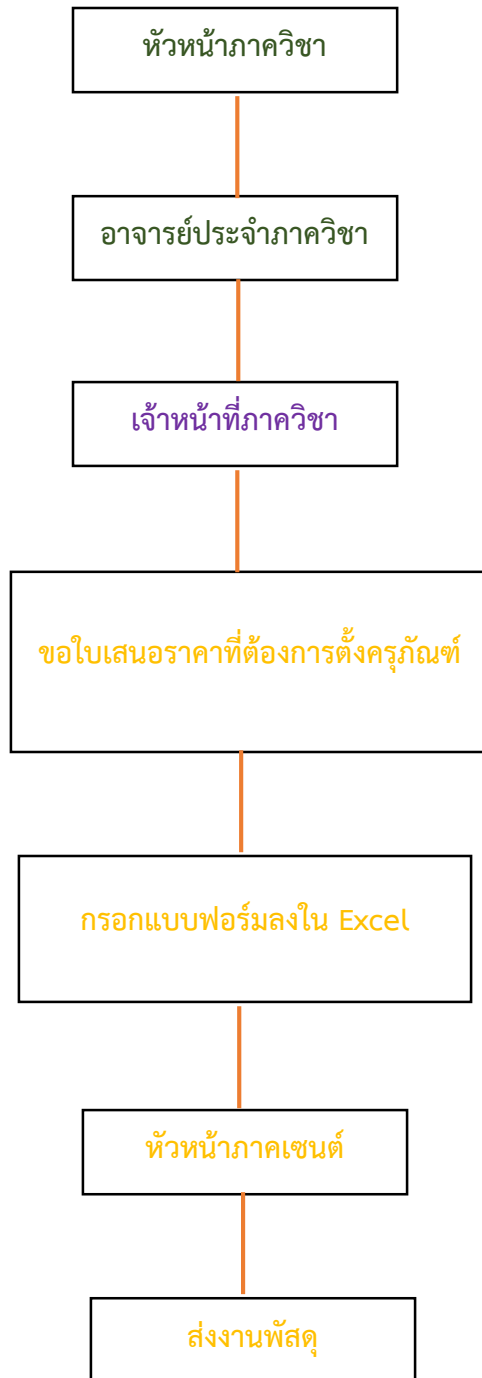 หัวหน้าภาควิชา
อาจารย์ประจำภาควิชา
เจ้าหน้าที่ภาควิชา
ขอใบเสนอราคาที่ต้องการตั้งครุภัณฑ์
กรอกแบบฟอร์มลงใน Excel
หัวหน้าภาคเซนต์
ส่งงานพัสดุ